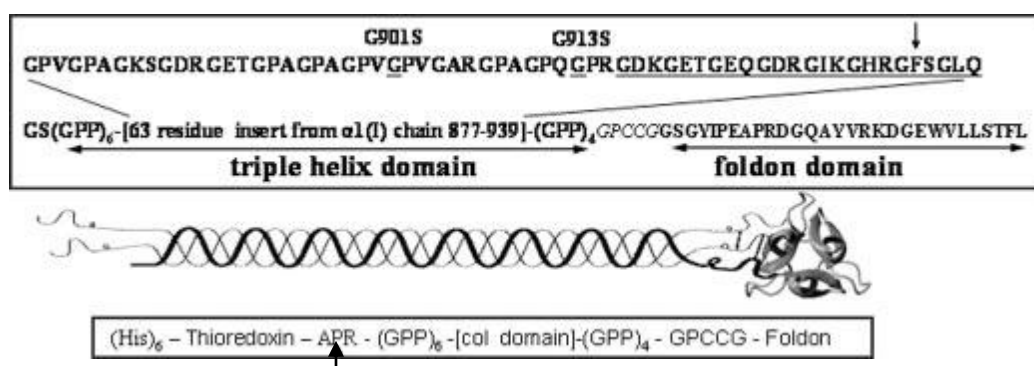 G901S G913S
GPVGPAGKSGDRGETGPAGPAGPVGPVGARGPAGPQGPRGDKGETGEQGDRGIKGHRGFSGLQ
GS(GPP)₆-[63 residue insert from α1(I) chain 877-939]-(GPP)₄GPCCGGSGYIPEAPRDGQAYVRKDGEWVLLSTFL
triple helix domain foldon domain
(His)₆ – Thioredoxin – APR - (GPP)₆ -[col domain]-(GPP)₄ - GPCCG - Foldon